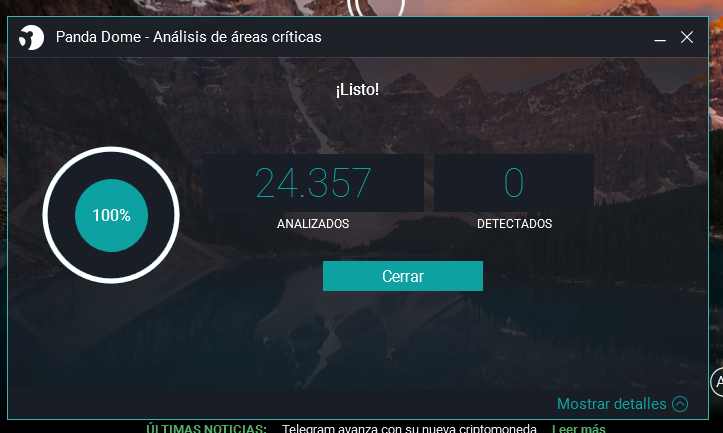 Panda Dome - Análisis de áreas críticas
¡Listo!
100%
24.357
0
ANALIZADOS
DETECTADOS
Cerrar
Mostrar detalles
A
ÚLTIMAS NOTICIAS: Telegram avanza con su nueva criptomoneda Leer más